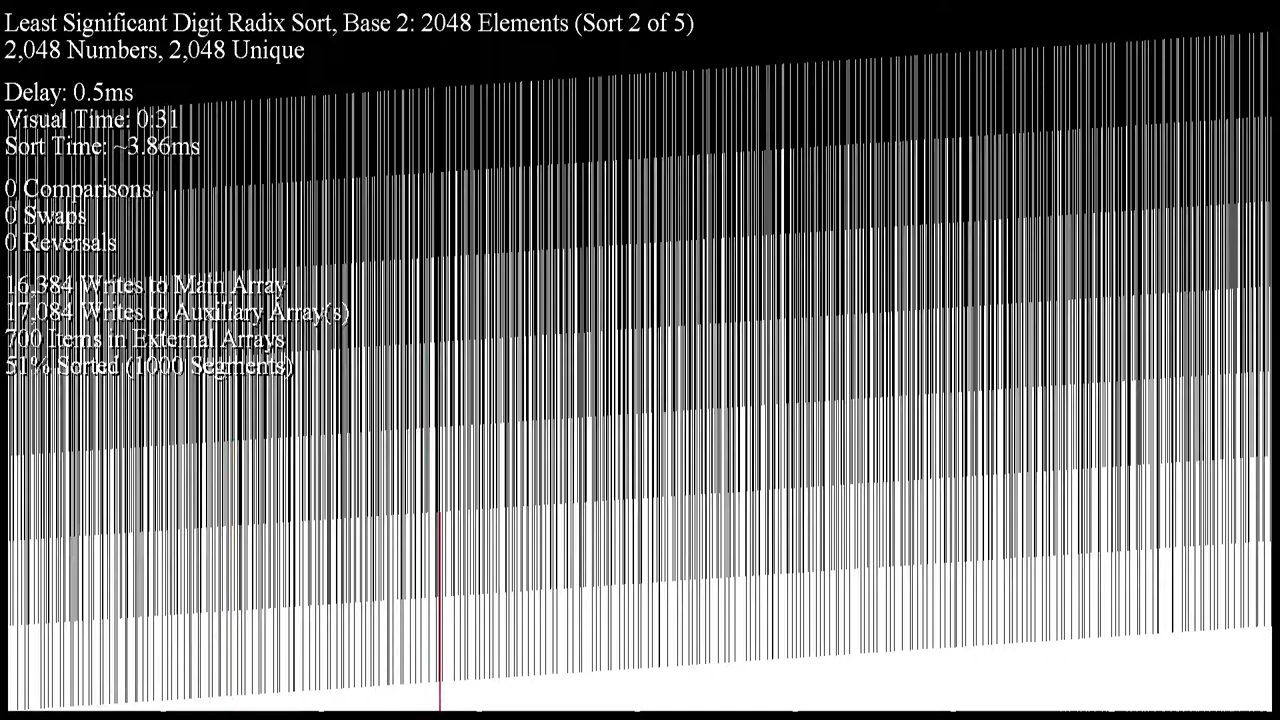 Least Significant Digit Radix Sort, Base 2: 2048 Elements (Sort 2 of 5)
2,048 Numbers, 2,048 Unique
Delay: 0.5ms
Visual Time: 0:31
Sort Time: ~3.86ms
0 Comparisons
0 Swaps
0 Reversals
16,384 Writes to Main Array
17,084 Writes to Auxiliary Array(s)
700 Items in External Arrays
51% Sorted (1000 Segments)